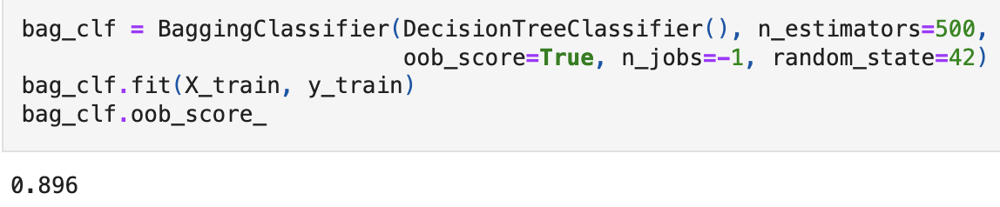 bag_clf = BaggingClassifier(DecisionTreeClassifier(), n_estimators=500,
                            oob_score=True, n_jobs=-1, random_state=42)
bag_clf.fit(X_train, y_train)
bag_clf.oob_score_
0.896